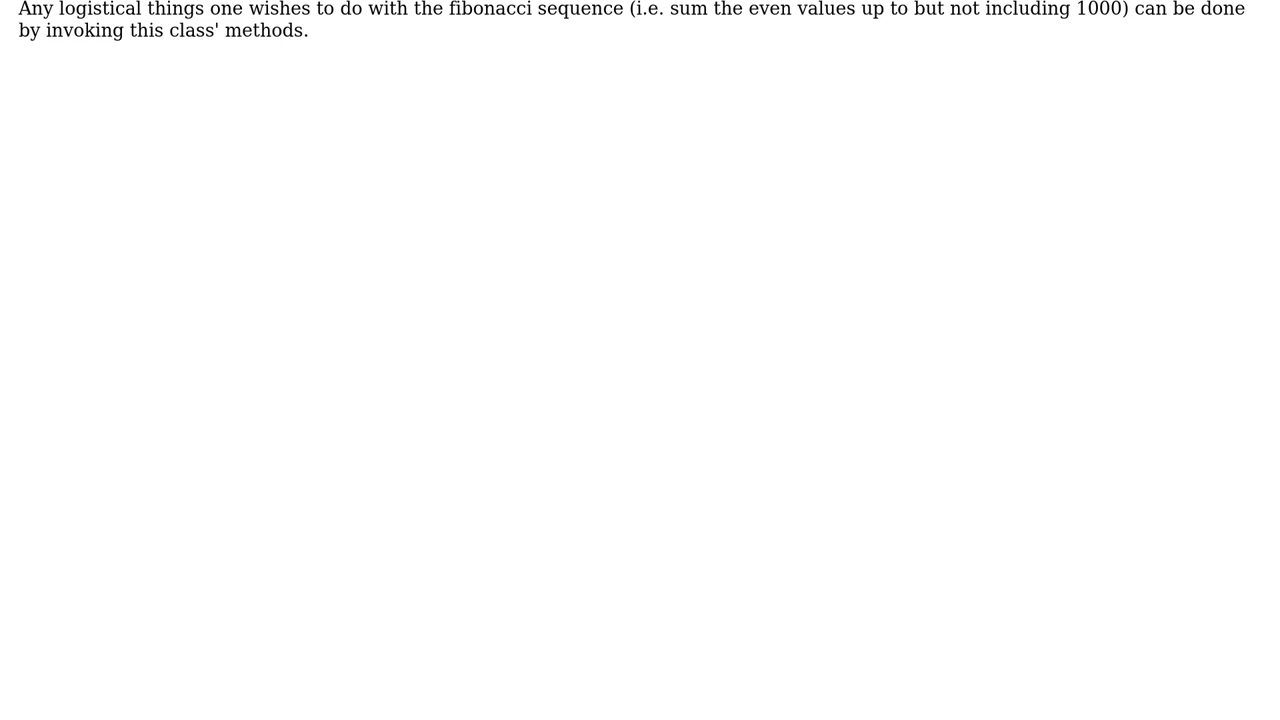 Any logistical things one wishes to do with the fibonacci sequence (i.e. sum the even values up to but not including 1000) can be done
by invoking this class' methods.